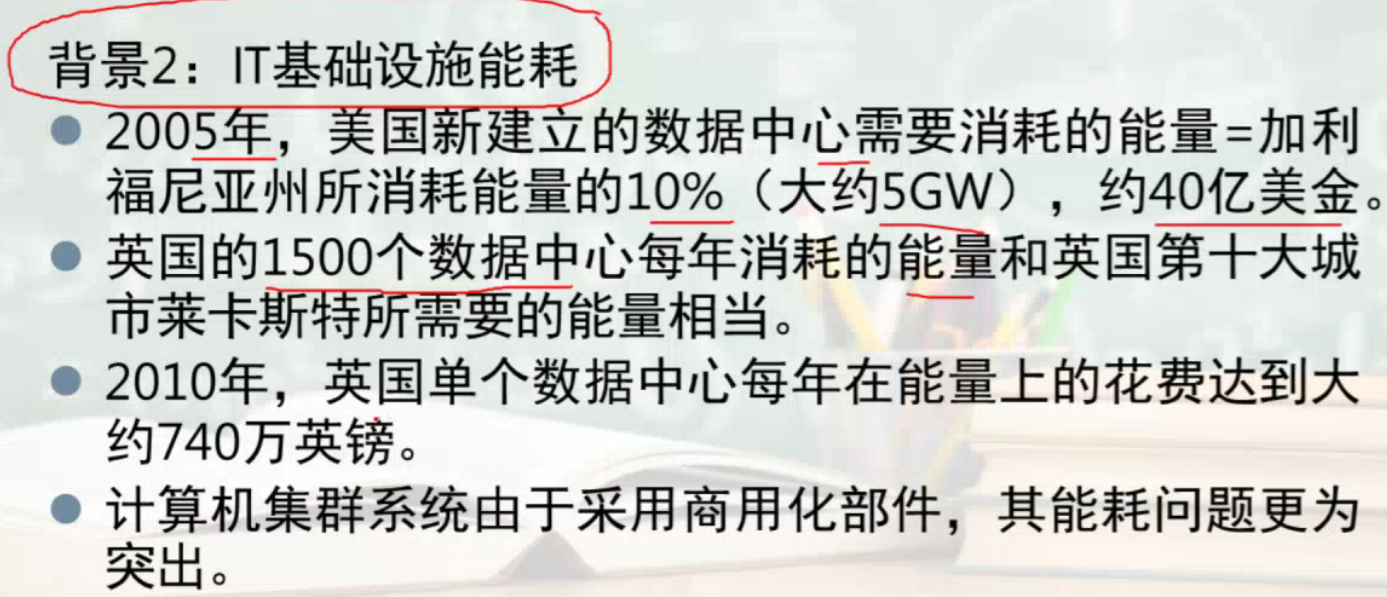 背景2：IT基础设施能耗
2005年，美国新建立的数据中心需要消耗的能量=加利
福尼亚州所消耗能量的10%（大约5GW），约40亿美金。
英国的1500个数据中心每年消耗的能量和英国第十大城
市莱卡斯特所需要的能量相当。
2010年，英国单个数据中心每年在能量上的花费达到大
约740万英镑。
计算机集群系统由于采用商用化部件，其能耗问题更为
突出。